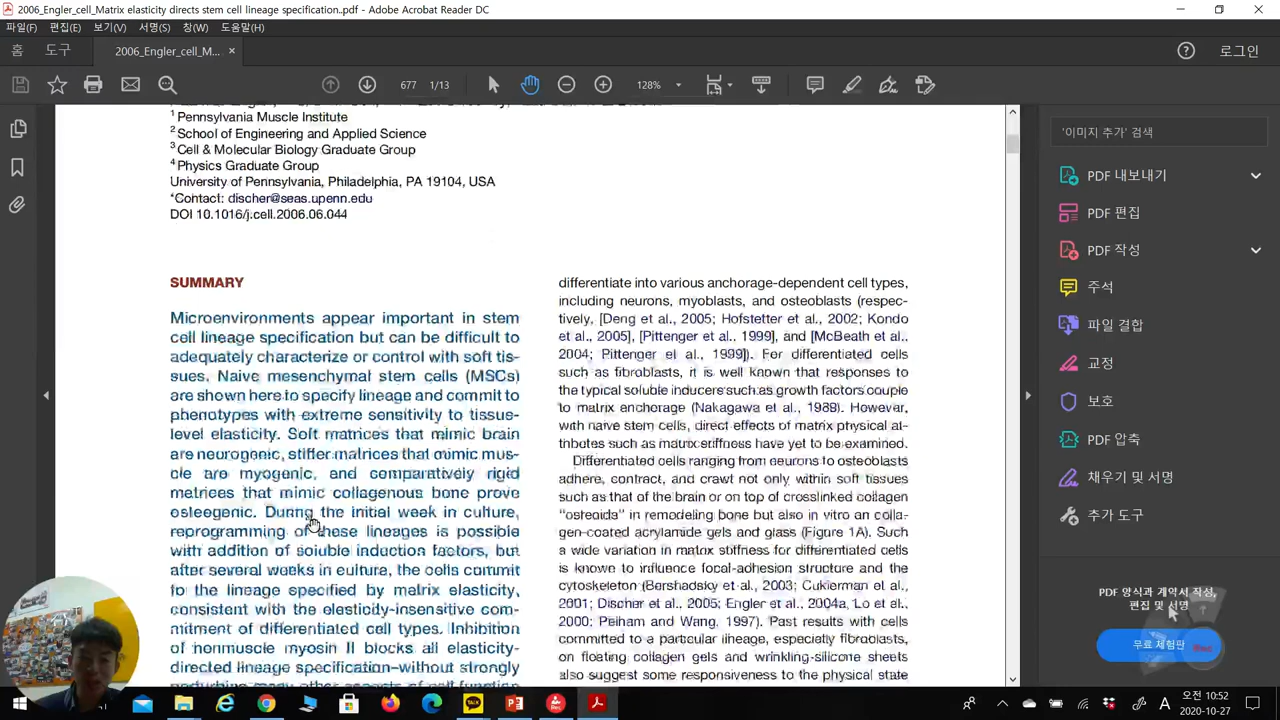 2006_Engler_cell_Matrix elasticity directs stem cell lineage specification..pdf - Adobe Acrobat Reader DC
파일(F) 편집(E) 보기(V) 서명(S) 창(W) 도움말(H)
홈 도구 2006_Engler_cell_M... × 로그인
677 1/13 128%
1 Pennsylvania Muscle Institute
2 School of Engineering and Applied Science
3 Cell & Molecular Biology Graduate Group
4 Physics Graduate Group
University of Pennsylvania, Philadelphia, PA 19104, USA
*Contact: discher@seas.upenn.edu
DOI 10.1016/j.cell.2006.06.044
SUMMARY
Microenvironments appear important in stem
cell lineage specification but can be difficult to
adequately characterize or control with soft tis-
sues. Naive mesenchymal stem cells (MSCs)
are shown here to specify lineage and commit to
phenotypes with extreme sensitivity to tissue-
level elasticity. Soft matrices that mimic brain
are neurogenic, stiffer matrices that mimic mus-
cle are myogenic, and comparatively rigid
matrices that mimic collagenous bone prove
osteogenic. During the initial week in culture,
reprogramming of these lineages is possible
with addition of soluble induction factors, but
after several weeks in culture, the cells commit
to the lineage specified by matrix elasticity,
consistent with the elasticity-insensitive com-
mitment of differentiated cell types. Inhibition
of nonmuscle myosin II blocks all elasticity-
directed lineage specification–without strongly
differentiate into various anchorage-dependent cell types,
including neurons, myoblasts, and osteoblasts (respec-
tively, [Deng et al., 2005; Hofstetter et al., 2002; Kondo
et al., 2005], [Pittenger et al., 1999], and [McBeath et al.,
2004; Pittenger et al., 1999]). For differentiated cells
such as fibroblasts, it is well known that responses to
the typical soluble inducers such as growth factors couple
to matrix anchorage (Nakagawa et al., 1989). However,
with naive stem cells, direct effects of matrix physical at-
tributes such as matrix stiffness have yet to be examined.
Differentiated cells ranging from neurons to osteoblasts
adhere, contract, and crawl not only within soft tissues
such as that of the brain or on top of crosslinked collagen
“osteoids” in remodeling bone but also in vitro on colla-
gen-coated acrylamide gels and glass (Figure 1A). Such
a wide variation in matrix stiffness for differentiated cells
is known to influence focal-adhesion structure and the
cytoskeleton (Bershadsky et al., 2003; Cukierman et al.,
2001; Discher et al., 2005; Engler et al., 2004a, Lo et al.,
2000; Pelham and Wang, 1997). Past results with cells
committed to a particular lineage, especially fibroblasts,
on floating collagen gels and wrinkling-silicone sheets
also suggest some responsiveness to the physical state
'이미지 추가' 검색
PDF 내보내기
PDF 편집
PDF 작성
주석
파일 결합
교정
보호
PDF 압축
채우기 및 서명
추가 도구
PDF 양식과 계약서 작성,
편집 및 서명
무료 체험판
A 오전 10:52
2020-10-27